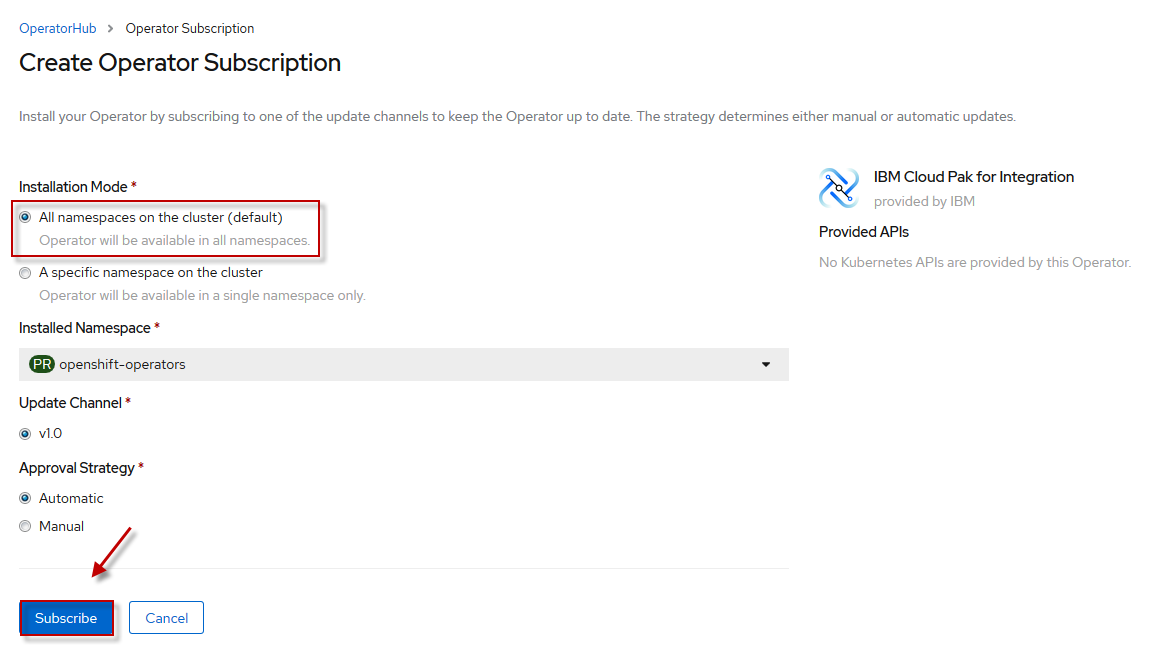 OperatorHub > Operator Subscription
Create Operator Subscription
Install your Operator by subscribing to one of the update channels to keep the Operator up to date. The strategy determines either manual or automatic updates.
Installation Mode *
All namespaces on the cluster (default)
Operator will be available in all namespaces.
A specific namespace on the cluster
Operator will be available in a single namespace only.
Installed Namespace *
PR openshift-operators
Update Channel *
v1.0
Approval Strategy *
Automatic
Manual
Subscribe Cancel
IBM Cloud Pak for Integration
provided by IBM
Provided APIs
No Kubernetes APIs are provided by this Operator.